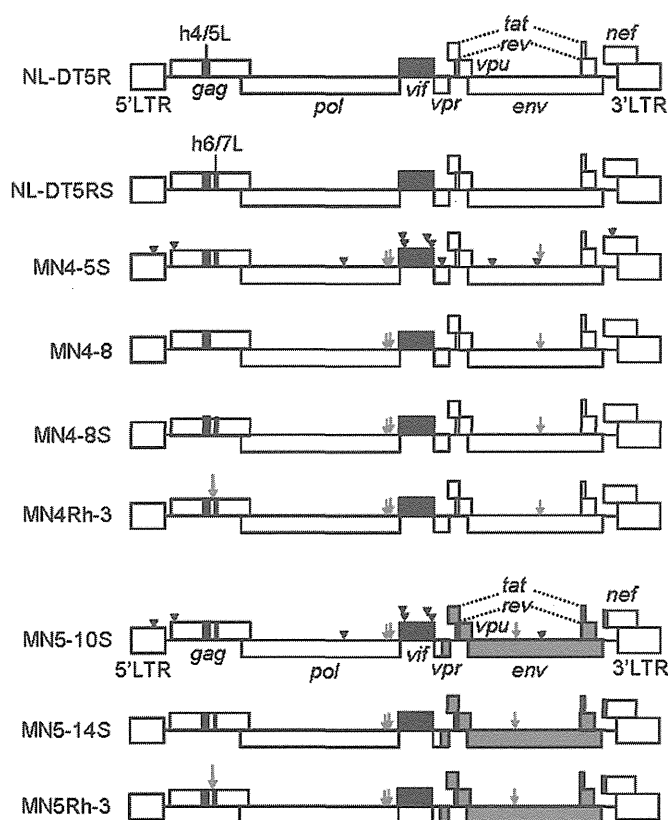 h4/5L
tat
rev
nef
NL-DT5R
vpu
5'LTR
gag
pol
vif
vpr
env
3'LTR
h6/7L
NL-DT5RS
MN4-5S
MN4-8
MN4-8S
MN4Rh-3
tat
rev
nef
MN5-10S
vpu
5'LTR
gag
pol
vif
vpr
env
3'LTR
MN5-14S
MN5Rh-3